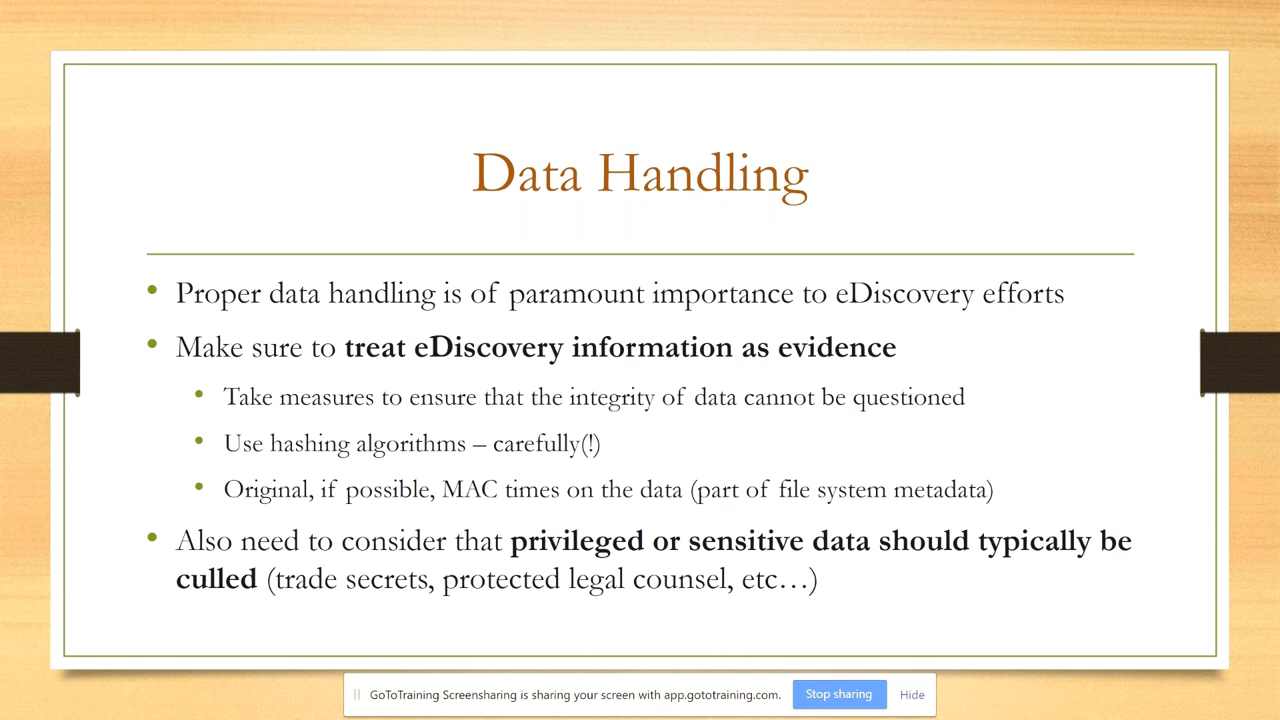 Data Handling
• Proper data handling is of paramount importance to eDiscovery efforts
• Make sure to treat eDiscovery information as evidence
• Take measures to ensure that the integrity of data cannot be questioned
• Use hashing algorithms – carefully(!)
• Original, if possible, MAC times on the data (part of file system metadata)
• Also need to consider that privileged or sensitive data should typically be
culled (trade secrets, protected legal counsel, etc…)
GoToTraining Screensharing is sharing your screen with app.gototraining.com. Stop sharing Hide